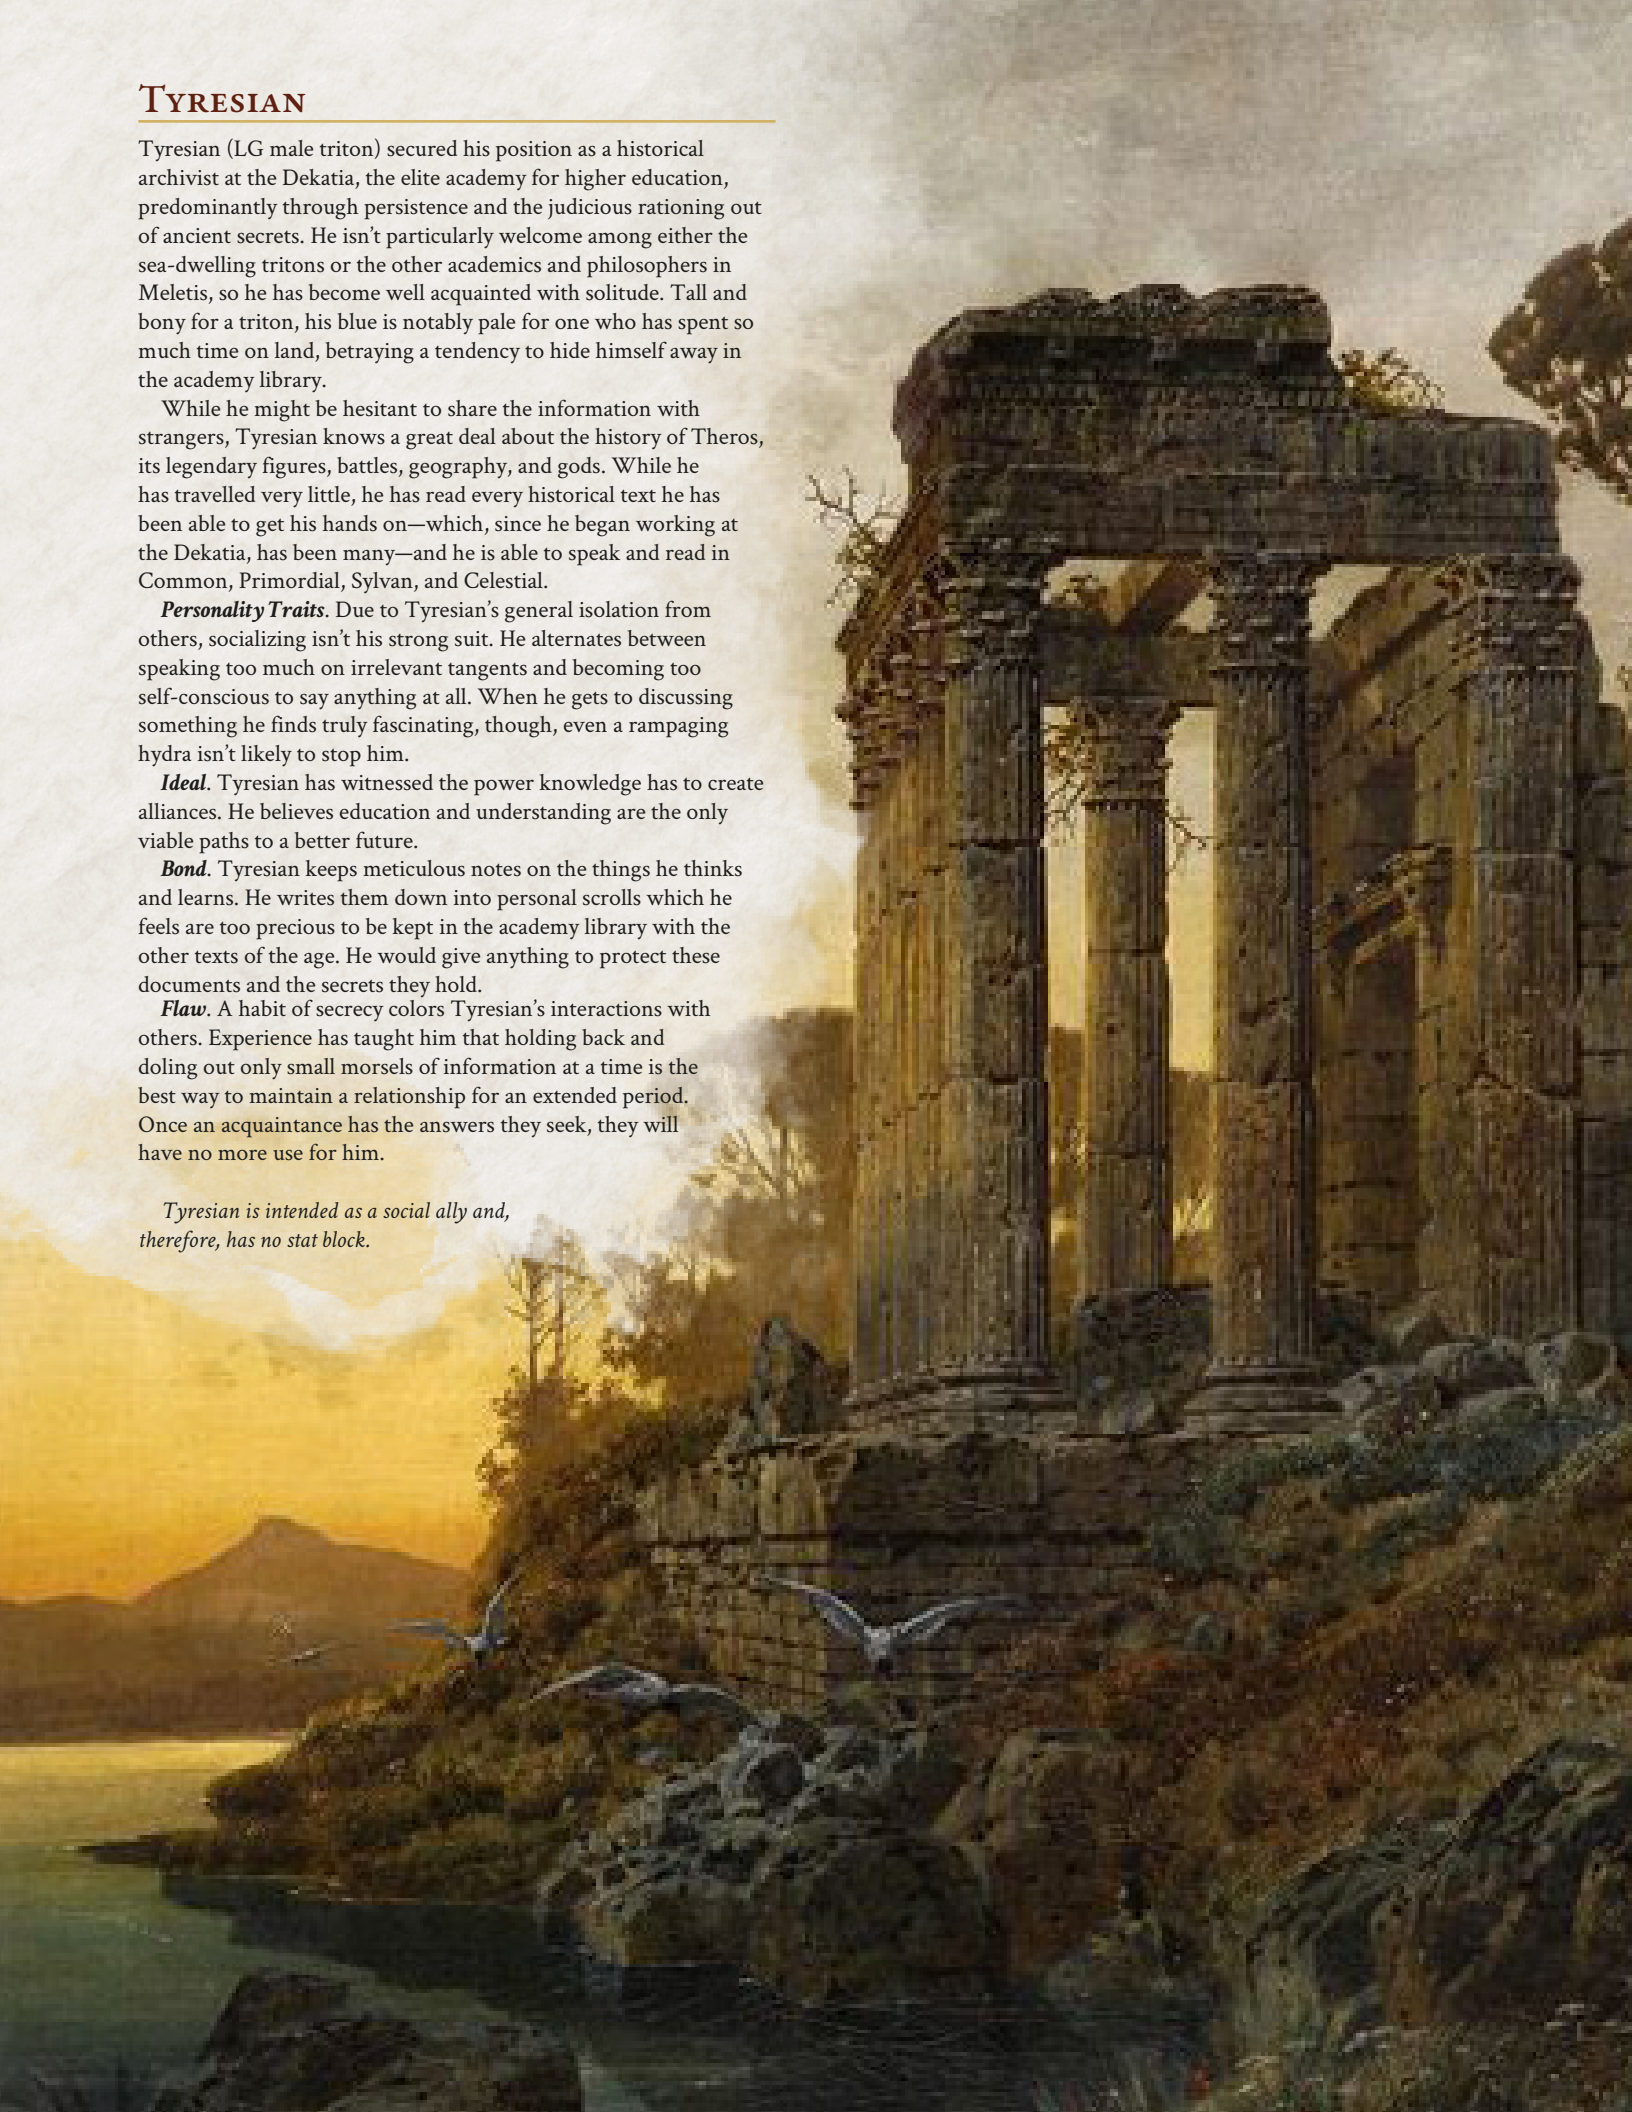 Tyresian
Tyresian (LG male triton) secured his position as a historical
archivist at the Dekatia, the elite academy for higher education,
predominantly through persistence and the judicious rationing out
of ancient secrets. He isn’t particularly welcome among either the
sea-dwelling tritons or the other academics and philosophers in
Meletis, so he has become well acquainted with solitude. Tall and
bony for a triton, his blue is notably pale for one who has spent so
much time on land, betraying a tendency to hide himself away in
the academy library.
While he might be hesitant to share the information with
strangers, Tyresian knows a great deal about the history of Theros,
its legendary figures, battles, geography, and gods. While he
has travelled very little, he has read every historical text he has
been able to get his hands on—which, since he began working at
the Dekatia, has been many—and he is able to speak and read in
Common, Primordial, Sylvan, and Celestial.
Personality Traits. Due to Tyresian’s general isolation from
others, socializing isn’t his strong suit. He alternates between
speaking too much on irrelevant tangents and becoming too
self-conscious to say anything at all. When he gets to discussing
something he finds truly fascinating, though, even a rampaging
hydra isn’t likely to stop him.
Ideal. Tyresian has witnessed the power knowledge has to create
alliances. He believes education and understanding are the only
viable paths to a better future.
Bond. Tyresian keeps meticulous notes on the things he thinks
and learns. He writes them down into personal scrolls which he
feels are too precious to be kept in the academy library with the
other texts of the age. He would give anything to protect these
documents and the secrets they hold.
Flaw. A habit of secrecy colors Tyresian’s interactions with
others. Experience has taught him that holding back and
doling out only small morsels of information at a time is the
best way to maintain a relationship for an extended period.
Once an acquaintance has the answers they seek, they will
have no more use for him.
Tyresian is intended as a social ally and,
therefore, has no stat block.